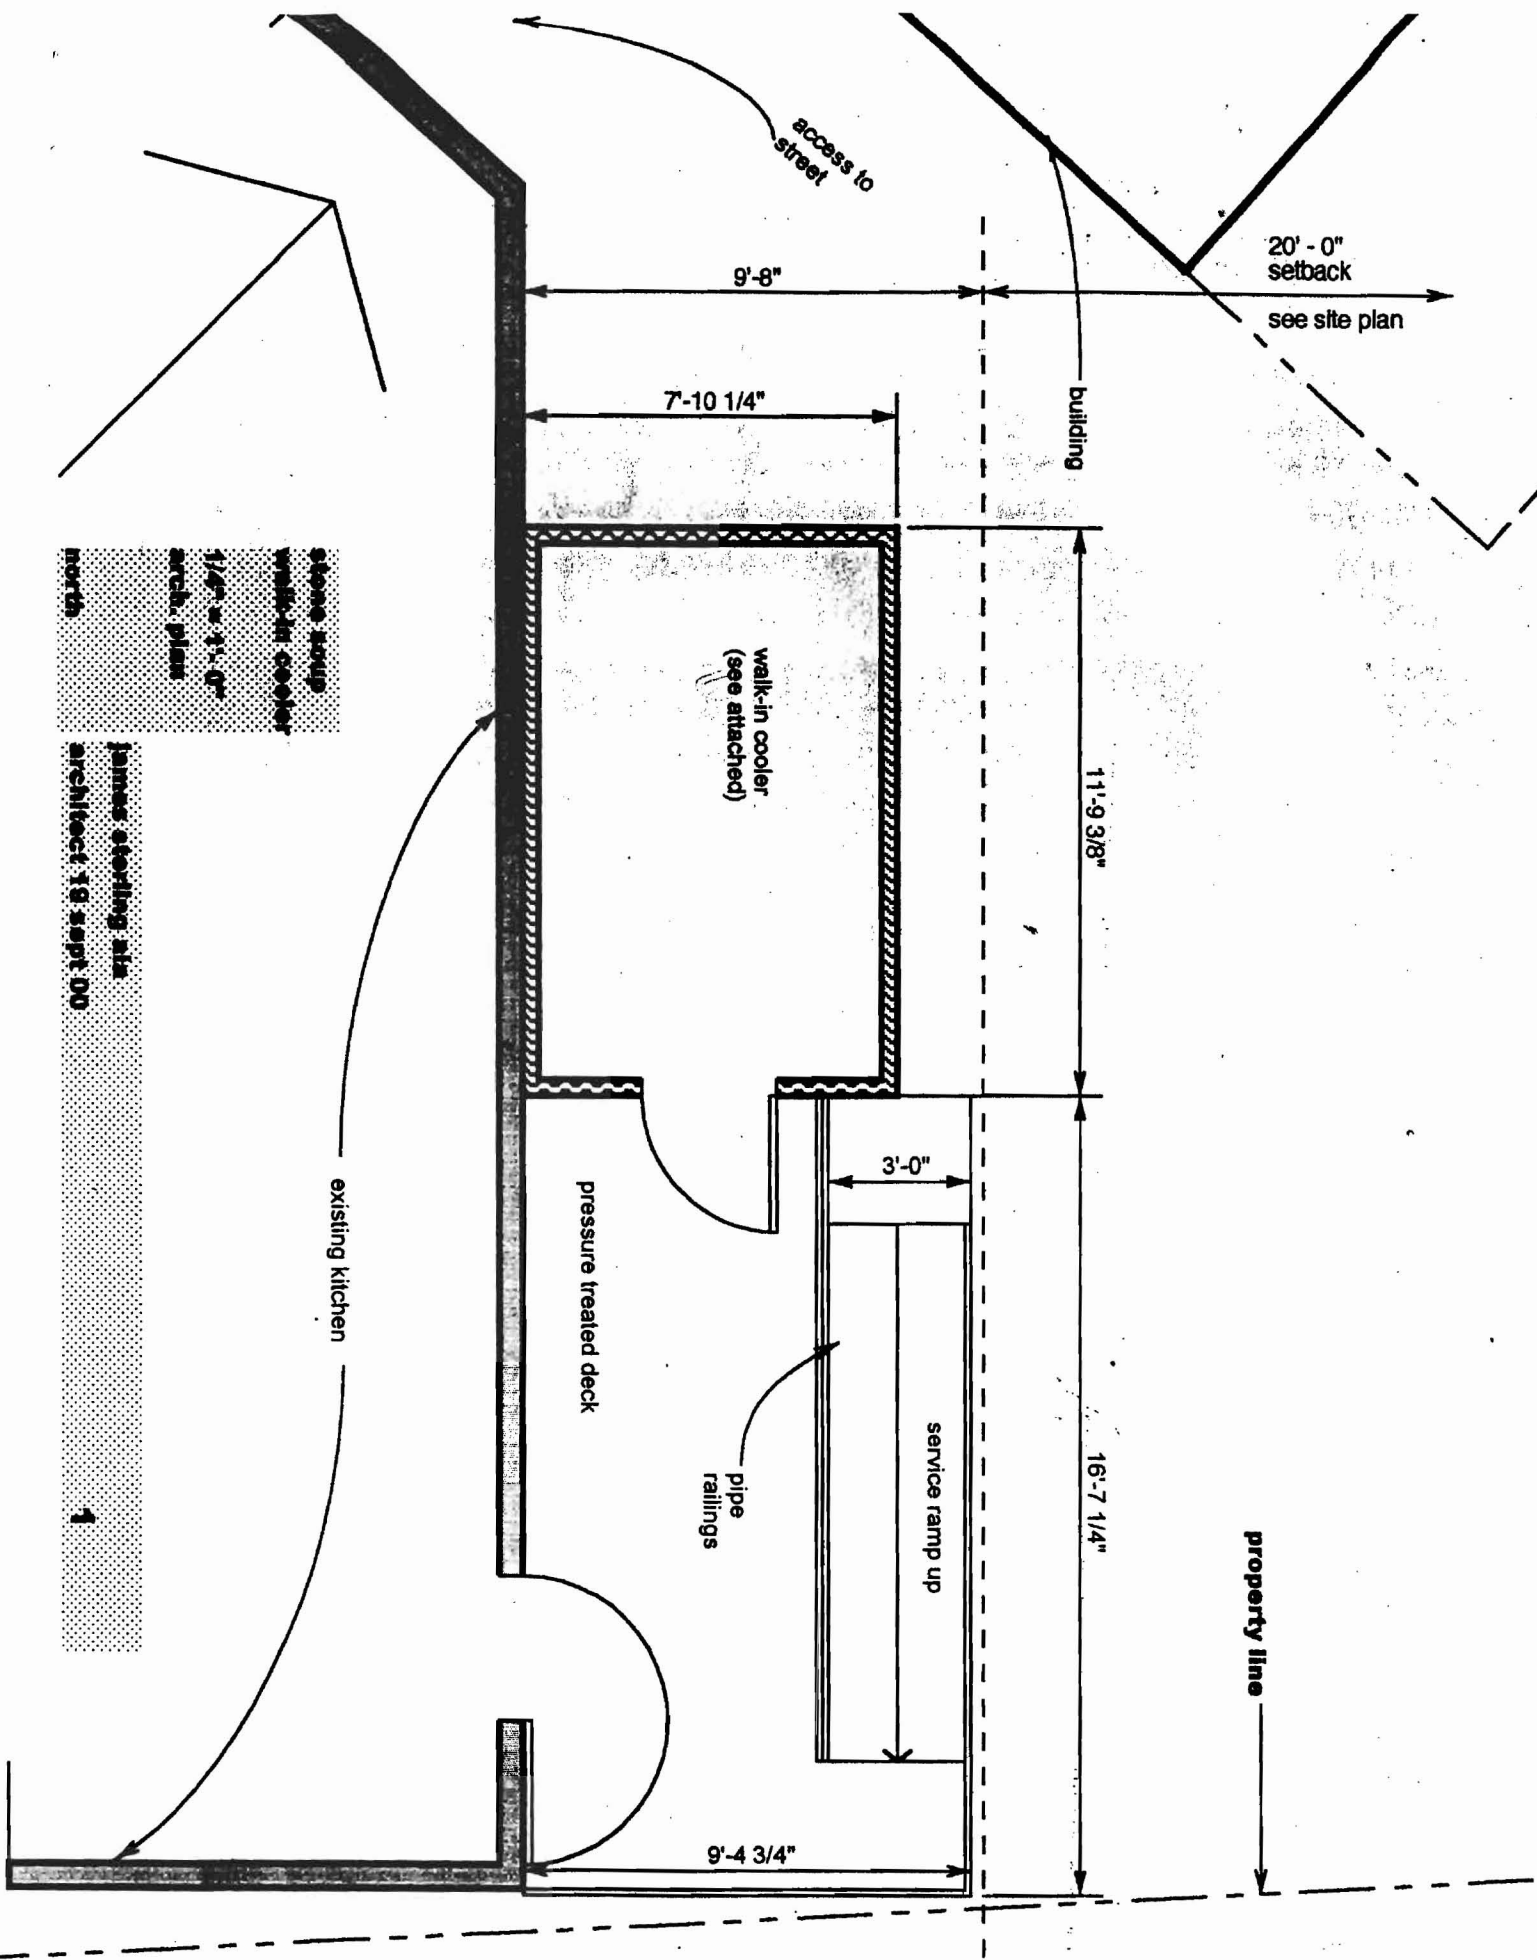 access to
street
20' - 0"
setback
see site plan
9'-8"
building
7'-10 1/4"
walk-in cooler
(see attached)
11'-9 3/8"
stone soup
walk-in cooler
1/4" = 1'-0"
arch. plan
north
james sterling aia
architect 19 sept 00
1
existing kitchen
pressure treated deck
3'-0"
pipe
railings
service ramp up
16'-7 1/4"
property line
9'-4 3/4"